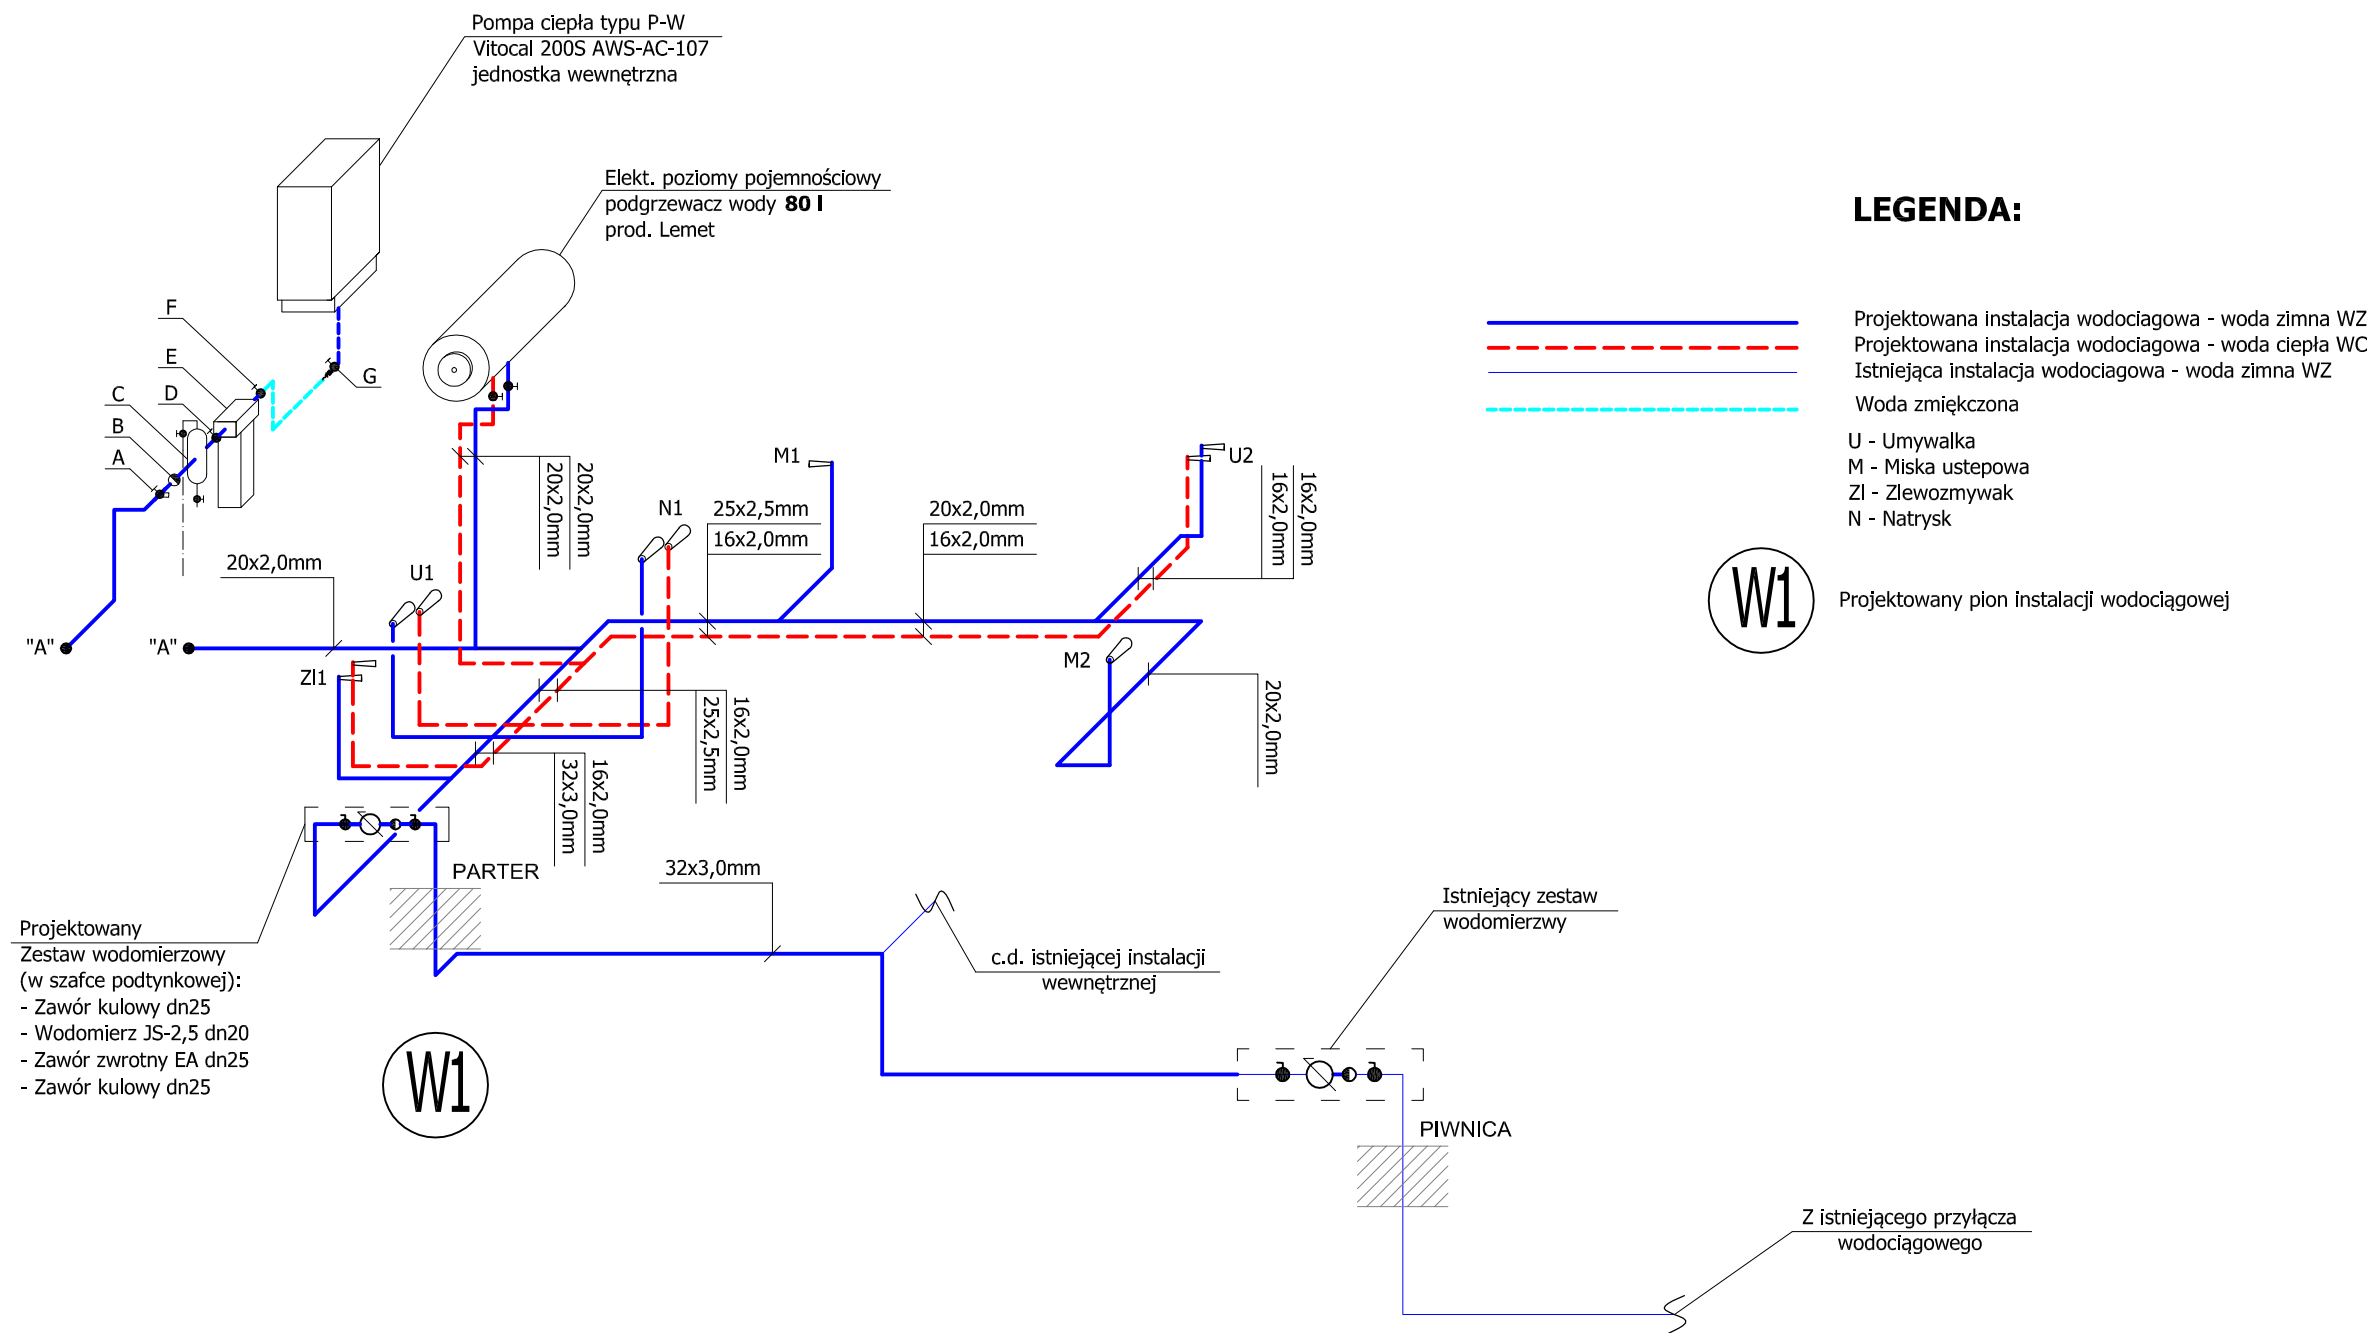 Pompa ciepła typu P-W
Vitocal 200S AWS-AC-107
jednostka wewnętrzna
Elekt. poziomy pojemnościowy
podgrzewacz wody 80 l
prod. Lemet
LEGENDA:
Projektowana instalacja wodociagowa - woda zimna WZ
Projektowana instalacja wodociagowa - woda ciepła WC
Istniejąca instalacja wodociagowa - woda zimna WZ
Woda zmiękczona
U - Umywalka
M - Miska ustepowa
Zl - Zlewozmywak
N - Natrysk
W1
Projektowany pion instalacji wodociągowej
F
E
C
D
B
A
G
M1
U2
N1
U1
Zl1
M2
"A"
"A"
20x2,0mm
20x2,0mm
20x2,0mm
25x2,5mm
16x2,0mm
20x2,0mm
16x2,0mm
16x2,0mm
16x2,0mm
20x2,0mm
16x2,0mm
25x2,5mm
16x2,0mm
32x3,0mm
PARTER
32x3,0mm
Projektowany
Zestaw wodomierzowy
(w szafce podtynkowej):
- Zawór kulowy dn25
- Wodomierz JS-2,5 dn20
- Zawór zwrotny EA dn25
- Zawór kulowy dn25
W1
c.d. istniejącej instalacji
wewnętrznej
Istniejący zestaw
wodomierzwy
PIWNICA
Z istniejącego przyłącza
wodociągowego